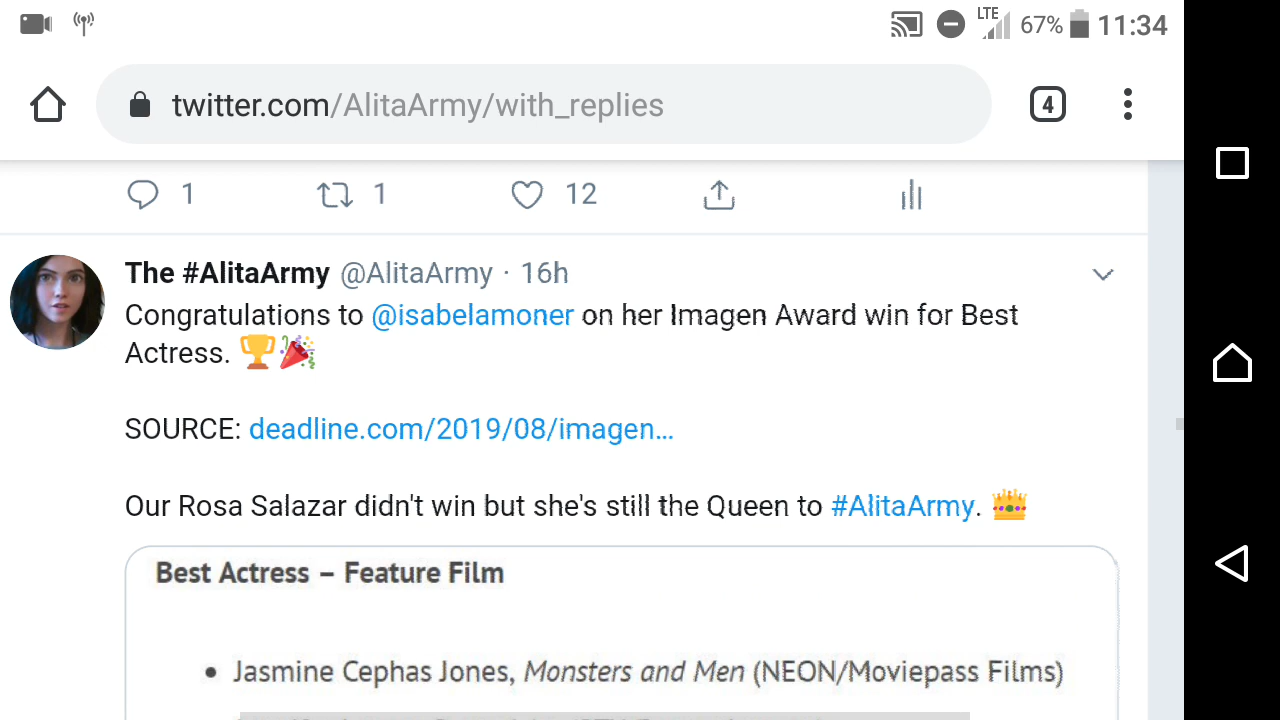 LTE 67% 11:34
twitter.com/AlitaArmy/with_replies 4
1 1 12
The #AlitaArmy @AlitaArmy · 16h
Congratulations to @isabelamoner on her Imagen Award win for Best
Actress. 🏆🎉
SOURCE: deadline.com/2019/08/imagen...
Our Rosa Salazar didn't win but she's still the Queen to #AlitaArmy. 👑
Best Actress – Feature Film
• Jasmine Cephas Jones, Monsters and Men (NEON/Moviepass Films)